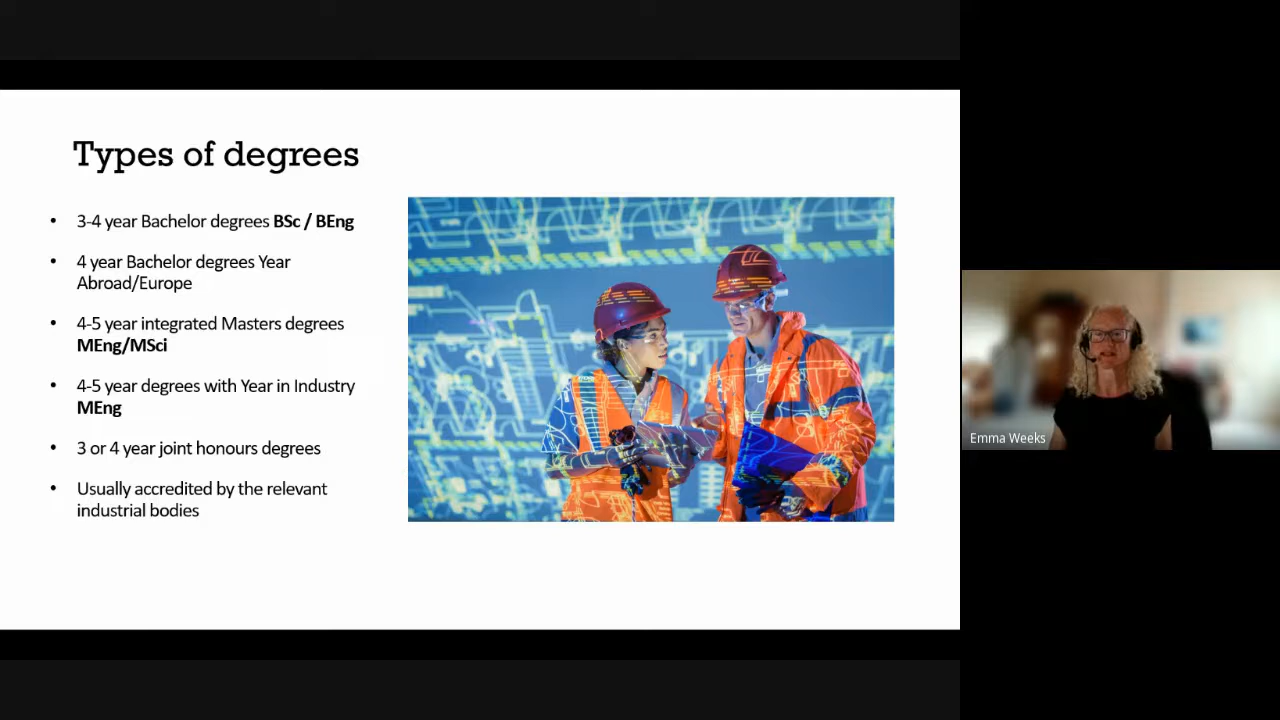 Types of degrees
• 3-4 year Bachelor degrees BSc / BEng
• 4 year Bachelor degrees Year
Abroad/Europe
• 4-5 year integrated Masters degrees
MEng/MSci
• 4-5 year degrees with Year in Industry
MEng
• 3 or 4 year joint honours degrees
• Usually accredited by the relevant
industrial bodies
Emma Weeks